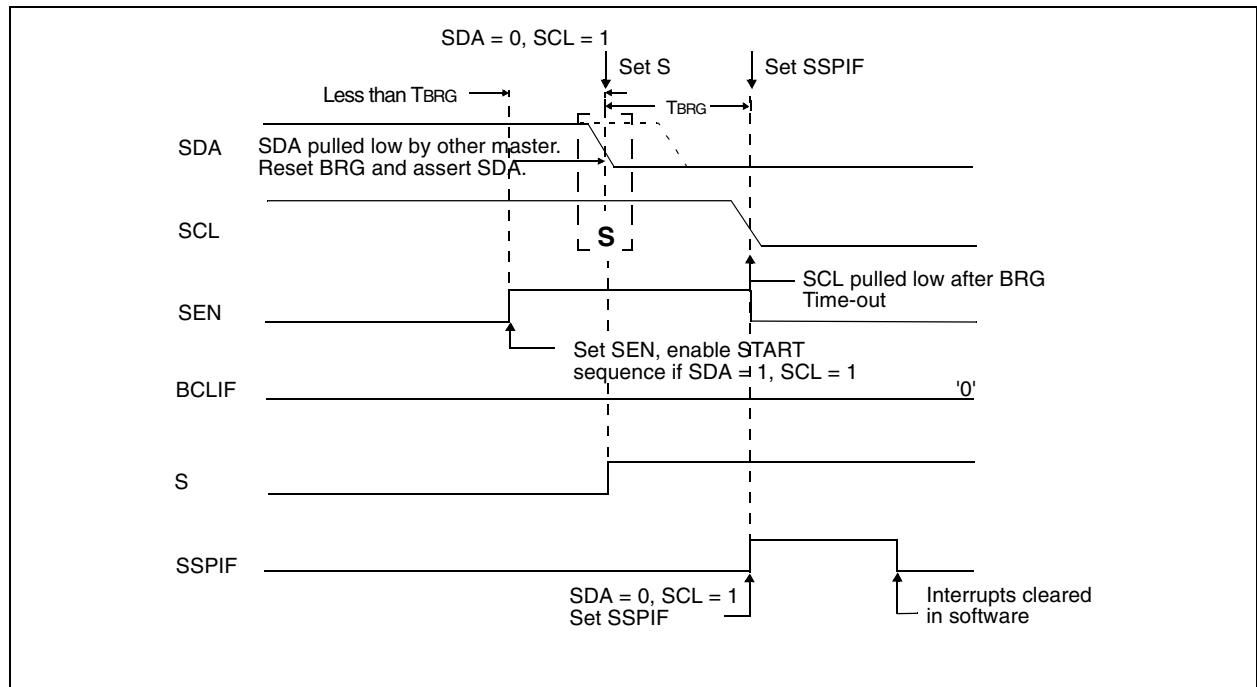 SDA = 0, SCL = 1
Set S
Set SSPIF
Less than TBRG
TBRG
SDA
SDA pulled low by other master.
Reset BRG and assert SDA.
SCL
S
SCL pulled low after BRG
Time-out
SEN
Set SEN, enable START
sequence if SDA = 1, SCL = 1
BCLIF
'0'
S
SSPIF
SDA = 0, SCL = 1
Set SSPIF
Interrupts cleared
in software